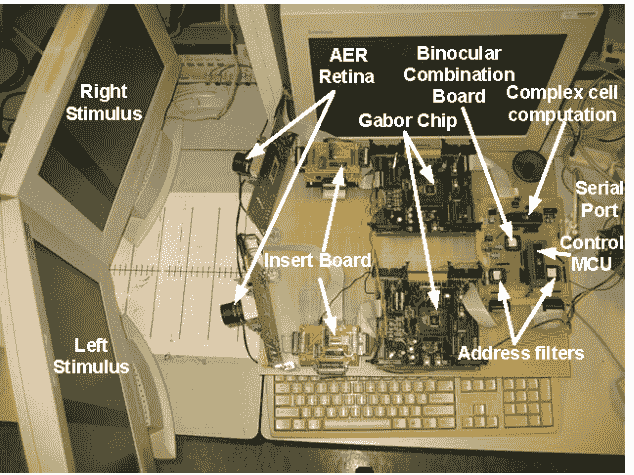 AER
Retina
Binocular
Combination
Board
Right
Stimulus
Gabor Chip
Complex cell
computation
Serial
Port
Control
MCU
Insert Board
Left
Stimulus
Address filters